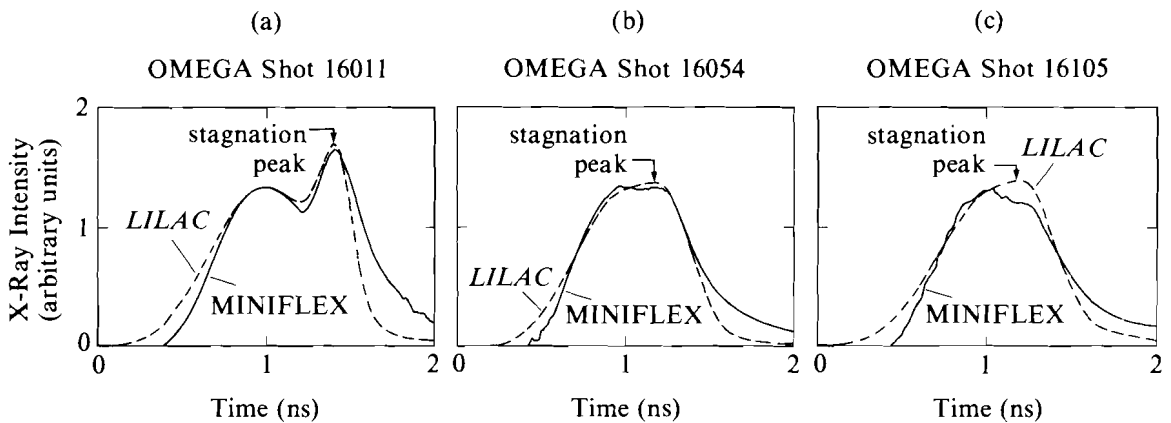 (a)
(b)
(c)
OMEGA Shot 16011
OMEGA Shot 16054
OMEGA Shot 16105
X-Ray Intensity
(arbitrary units)
2
1
0
stagnation
peak
LILAC
MINIFLEX
0
1
2
Time (ns)
stagnation
peak
LILAC
MINIFLEX
0
1
2
Time (ns)
stagnation
peak
LILAC
MINIFLEX
0
1
2
Time (ns)